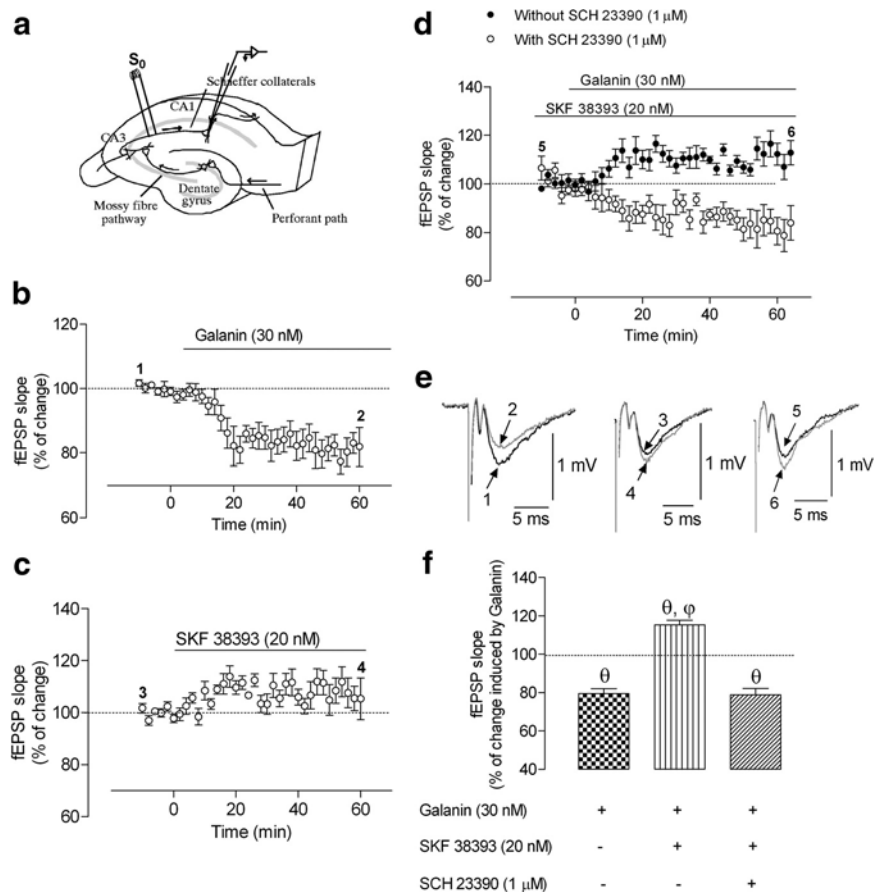 a
S0
Schaeffer collaterals
CA1
CA3
Mossy fibre
pathway
Dentate
gyrus
Perforant path
b
fEPSP slope
(% of change)
120
100
80
60
Galanin (30 nM)
1
2
0 20 40 60
Time (min)
c
fEPSP slope
(% of change)
140
120
100
80
60
SKF 38393 (20 nM)
3
4
0 20 40 60
Time (min)
d
Without SCH 23390 (1 µM)
With SCH 23390 (1 µM)
fEPSP slope
(% of change)
140
120
100
80
60
Galanin (30 nM)
SKF 38393 (20 nM)
5
6
0 20 40 60
Time (min)
e
2
1
1 mV
5 ms
3
4
1 mV
5 ms
5
6
1 mV
5 ms
f
fEPSP slope
(% of change induced by Galanin)
140
120
100
80
60
40
θ
θ, φ
θ
Galanin (30 nM) + + +
SKF 38393 (20 nM) - + +
SCH 23390 (1 µM) - - +